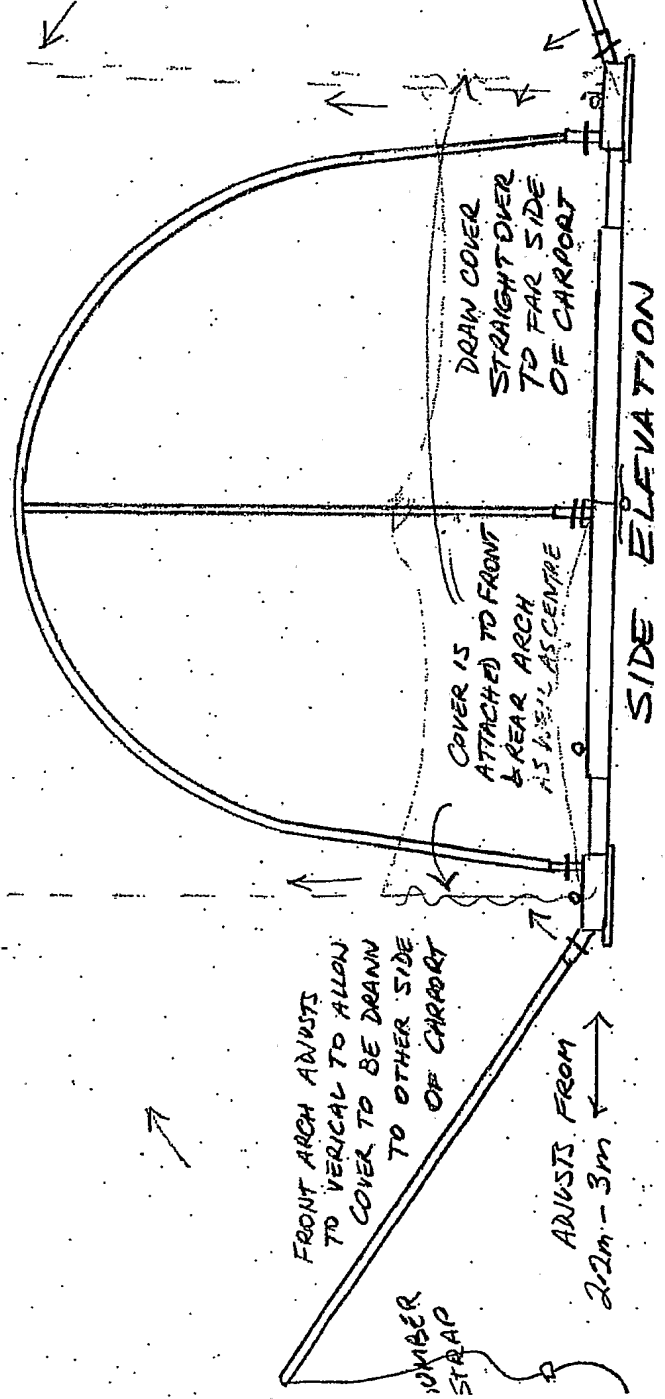 FRONT ARCH ADJUSTS
TO VERICAL TO ALLOW
COVER TO BE DRAWN
TO OTHER SIDE
OF CARPORT
STRAP
ADJUSTS FROM
2.2m - 3m
COVER IS
ATTACHED TO FRONT
& REAR ARCH
AS WELL AS CENTRE
DRAW COVER
STRAIGHT OVER
TO FAR SIDE
OF CARPORT
SIDE ELEVATION